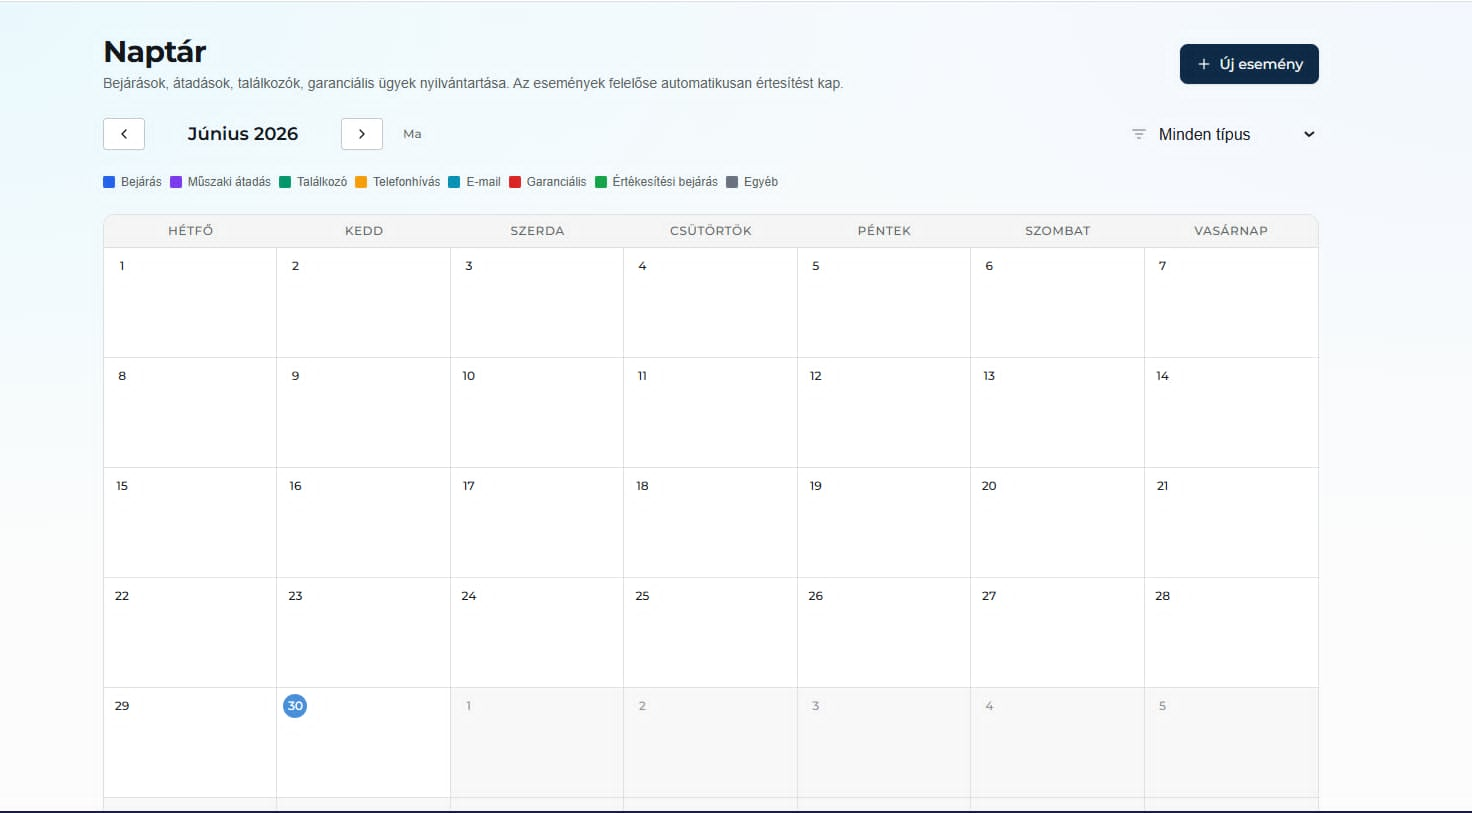 Naptár
+ Új esemény
Bejárások, átadások, találkozók, garanciális ügyek nyilvántartása. Az események felelőse automatikusan értesítést kap.
Június 2026 Ma Minden típus
Bejárás Műszaki átadás Találkozó Telefonhívás E-mail Garanciális Értékesítési bejárás Egyéb
HÉTFŐ KEDD SZERDA CSÜTÖRTÖK PÉNTEK SZOMBAT VASÁRNAP
1 2 3 4 5 6 7
8 9 10 11 12 13 14
15 16 17 18 19 20 21
22 23 24 25 26 27 28
29 30 1 2 3 4 5